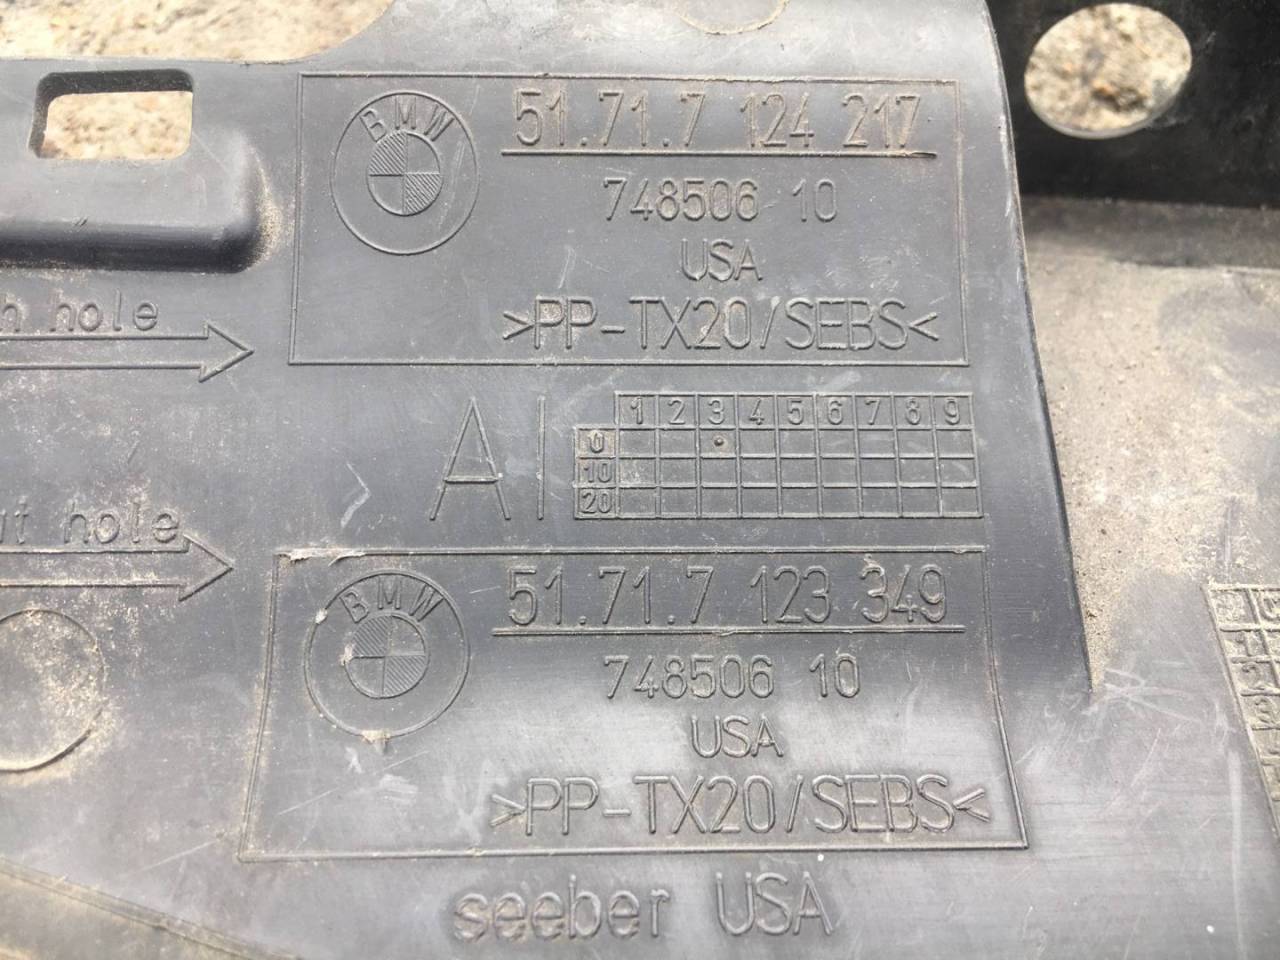 BMW
51.71.7 124 217
748506 10
USA
>PP-TX20/SEBS<
hole
AI
1 2 3 4 5 6 7 8 9
0
10
20
hole
BMW
51.71.7 123 349
748506 10
USA
>PP-TX20/SEBS<
seeber USA